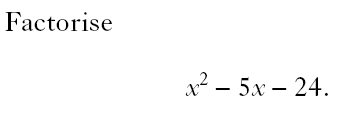 Factorise
x² − 5x − 24.